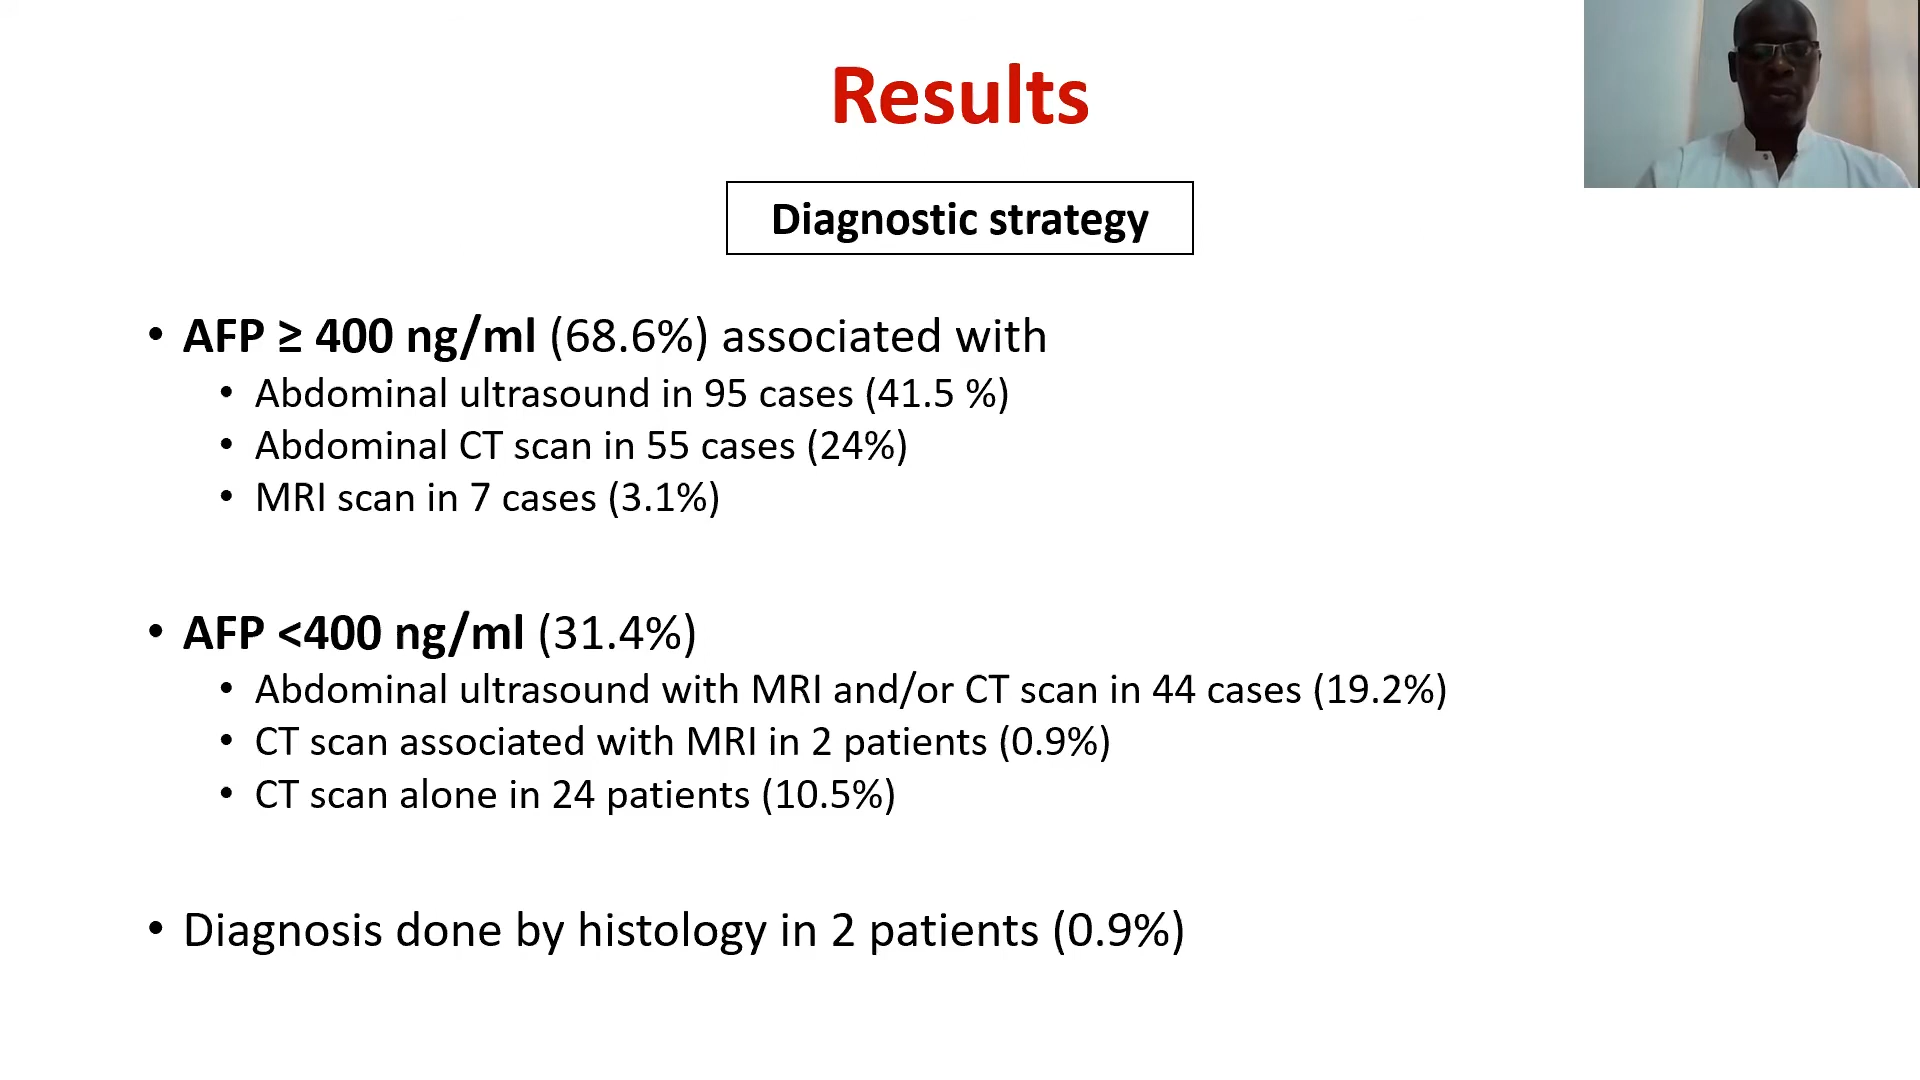 Results
Diagnostic strategy
• AFP ≥ 400 ng/ml (68.6%) associated with
• Abdominal ultrasound in 95 cases (41.5 %)
• Abdominal CT scan in 55 cases (24%)
• MRI scan in 7 cases (3.1%)
• AFP <400 ng/ml (31.4%)
• Abdominal ultrasound with MRI and/or CT scan in 44 cases (19.2%)
• CT scan associated with MRI in 2 patients (0.9%)
• CT scan alone in 24 patients (10.5%)
• Diagnosis done by histology in 2 patients (0.9%)